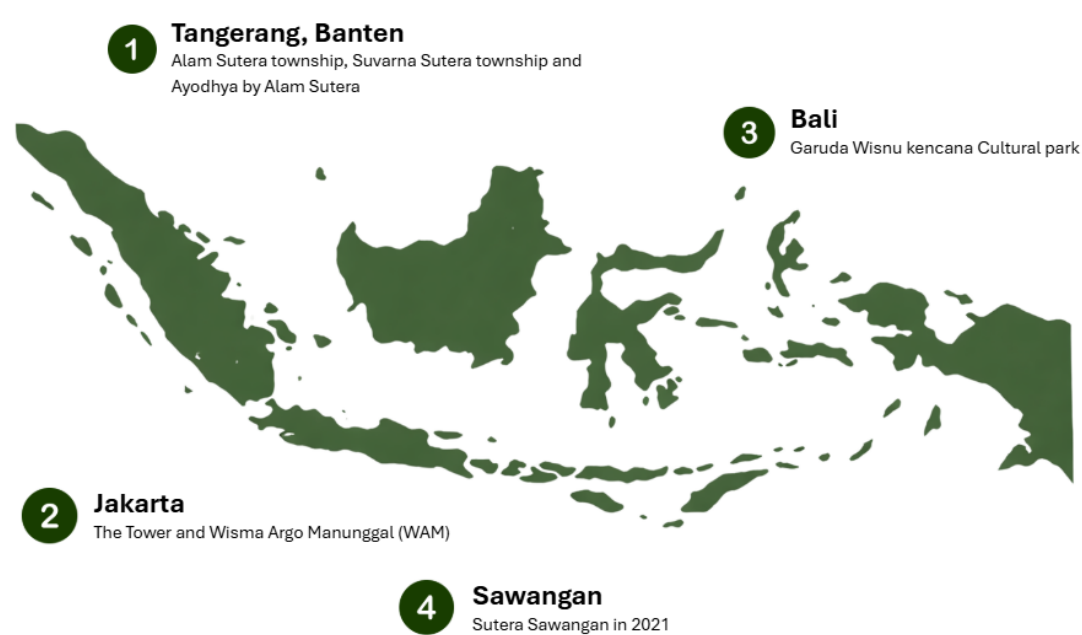 1
Tangerang, Banten
Alam Sutera township, Suvarna Sutera township and
Ayodhya by Alam Sutera
3
Bali
Garuda Wisnu kencana Cultural park
2
Jakarta
The Tower and Wisma Argo Manunggal (WAM)
4
Sawangan
Sutera Sawangan in 2021